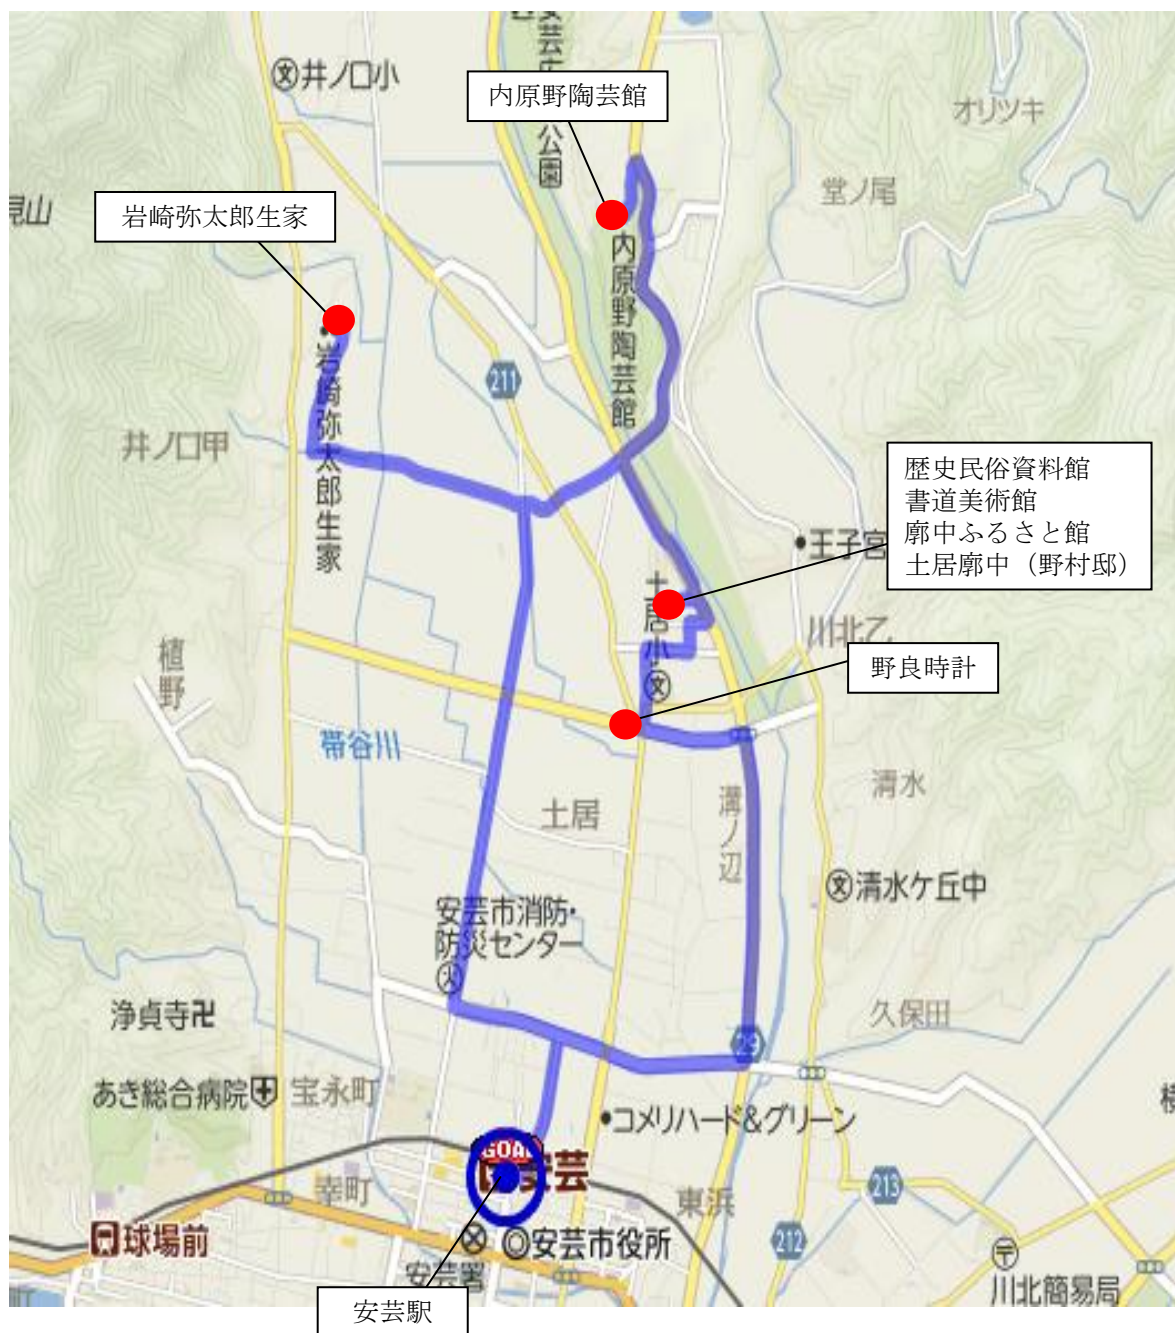 井ノ口小
内原野陶芸館
公園
オリツキ
堂ノ尾
見山
岩崎弥太郎生家
内原野陶芸館
岩崎弥太郎生家
211
井ノ口甲
歴史民俗資料館
書道美術館
廓中ふるさと館
土居廓中（野村邸）
王子宮
土居小
川北乙
野良時計
植野
帯谷川
清水
溝ノ辺
土居
清水ケ丘中
安芸市消防・
防災センター
浄貞寺
久保田
29
あき総合病院
宝永町
コメリハード&グリーン
GOAL
安芸
幸町
東浜
213
球場前
安芸市役所
212
安芸署
川北簡易局
町
安芸駅